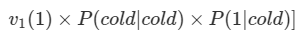 v₁(1) × P(cold|cold) × P(1|cold)]